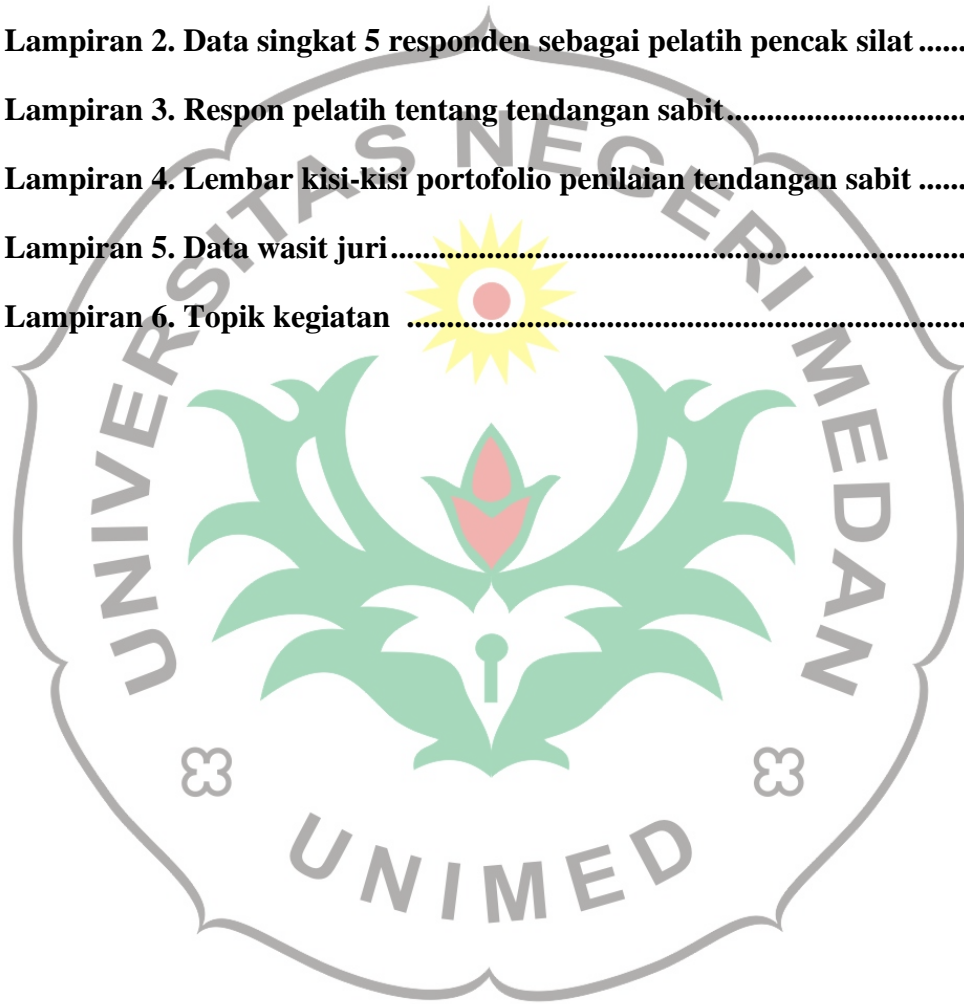 Lampiran 2. Data singkat 5 responden sebagai pelatih pencak silat ......
Lampiran 3. Respon pelatih tentang tendangan sabit ..............................
Lampiran 4. Lembar kisi-kisi portofolio penilaian tendangan sabit ......
Lampiran 5. Data wasit juri .........................................................................
Lampiran 6. Topik kegiatan .......................................................................
UNIVERSITAS NEGERI MEDAN
UNIMED